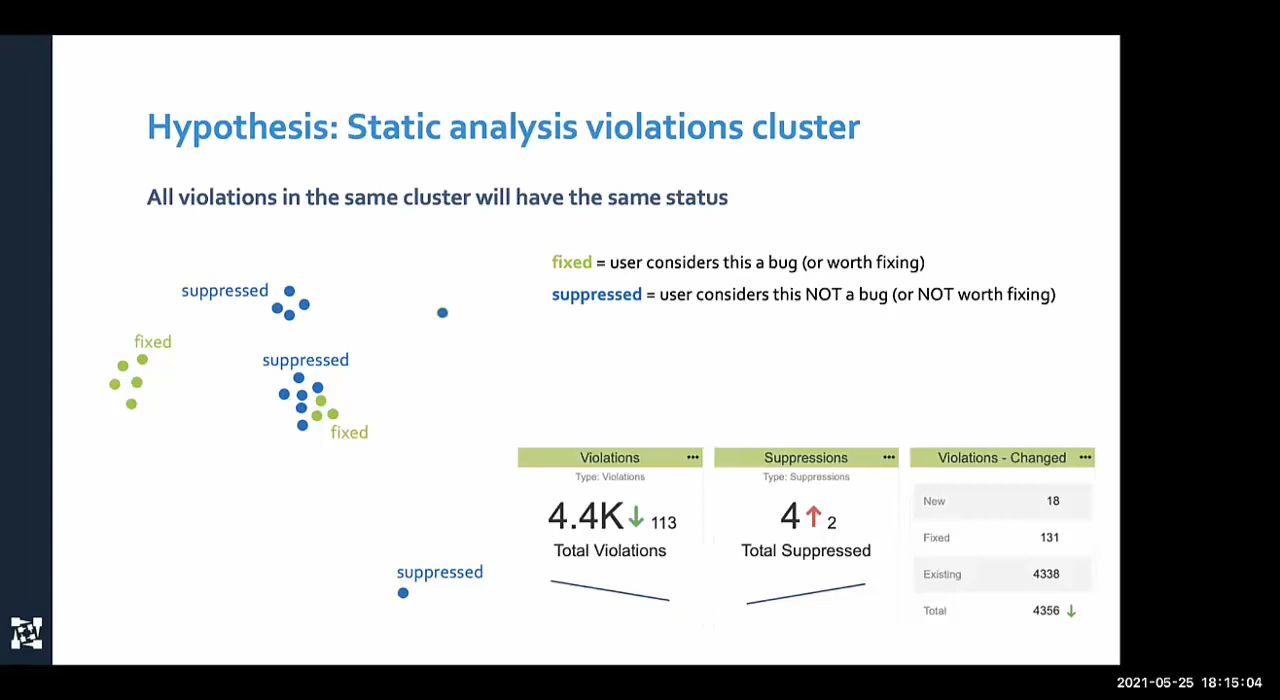 Hypothesis: Static analysis violations cluster
All violations in the same cluster will have the same status
fixed = user considers this a bug (or worth fixing)
suppressed = user considers this NOT a bug (or NOT worth fixing)
suppressed
fixed
suppressed
fixed
suppressed
Violations •••
Type: Violations
4.4K 113
Total Violations
Suppressions •••
Type: Suppressions
4 2
Total Suppressed
Violations - Changed •••
New 18
Fixed 131
Existing 4338
Total 4356
2021-05-25 18:15:04